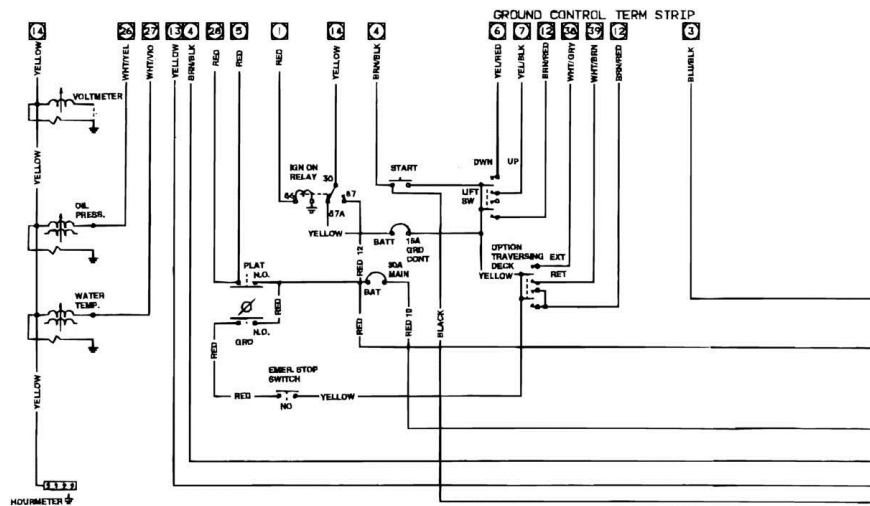 GROUND CONTROL TERM STRIP
14 26 27 13 4 28 5 1 14 4 6 7 12 38 39 12 3
YELLOW WHT/YEL WHT/VIO YELLOW BRN/BLK RED RED RED YELLOW BRN/BLK YEL/RED YEL/BLK BRN/RED WHT/GRY WHT/BRN BRN/RED BLU/BLK
VOLTMETER
YELLOW
OIL
PRESS.
WATER
TEMP.
YELLOW
HOURMETER
IGN ON
RELAY
30
86
87
87A
YELLOW
START
DWN UP
LIFT
SW
BATT
15A
GRD
CONT
RED 12
OPTION
TRAVERSING
DECK
EXT
RET
YELLOW
PLAT
N.O.
30A
MAIN
BAT
RED
N.O.
GRD
RED
RED
RED 10
BLACK
EMER. STOP
SWITCH
RED
NO
YELLOW